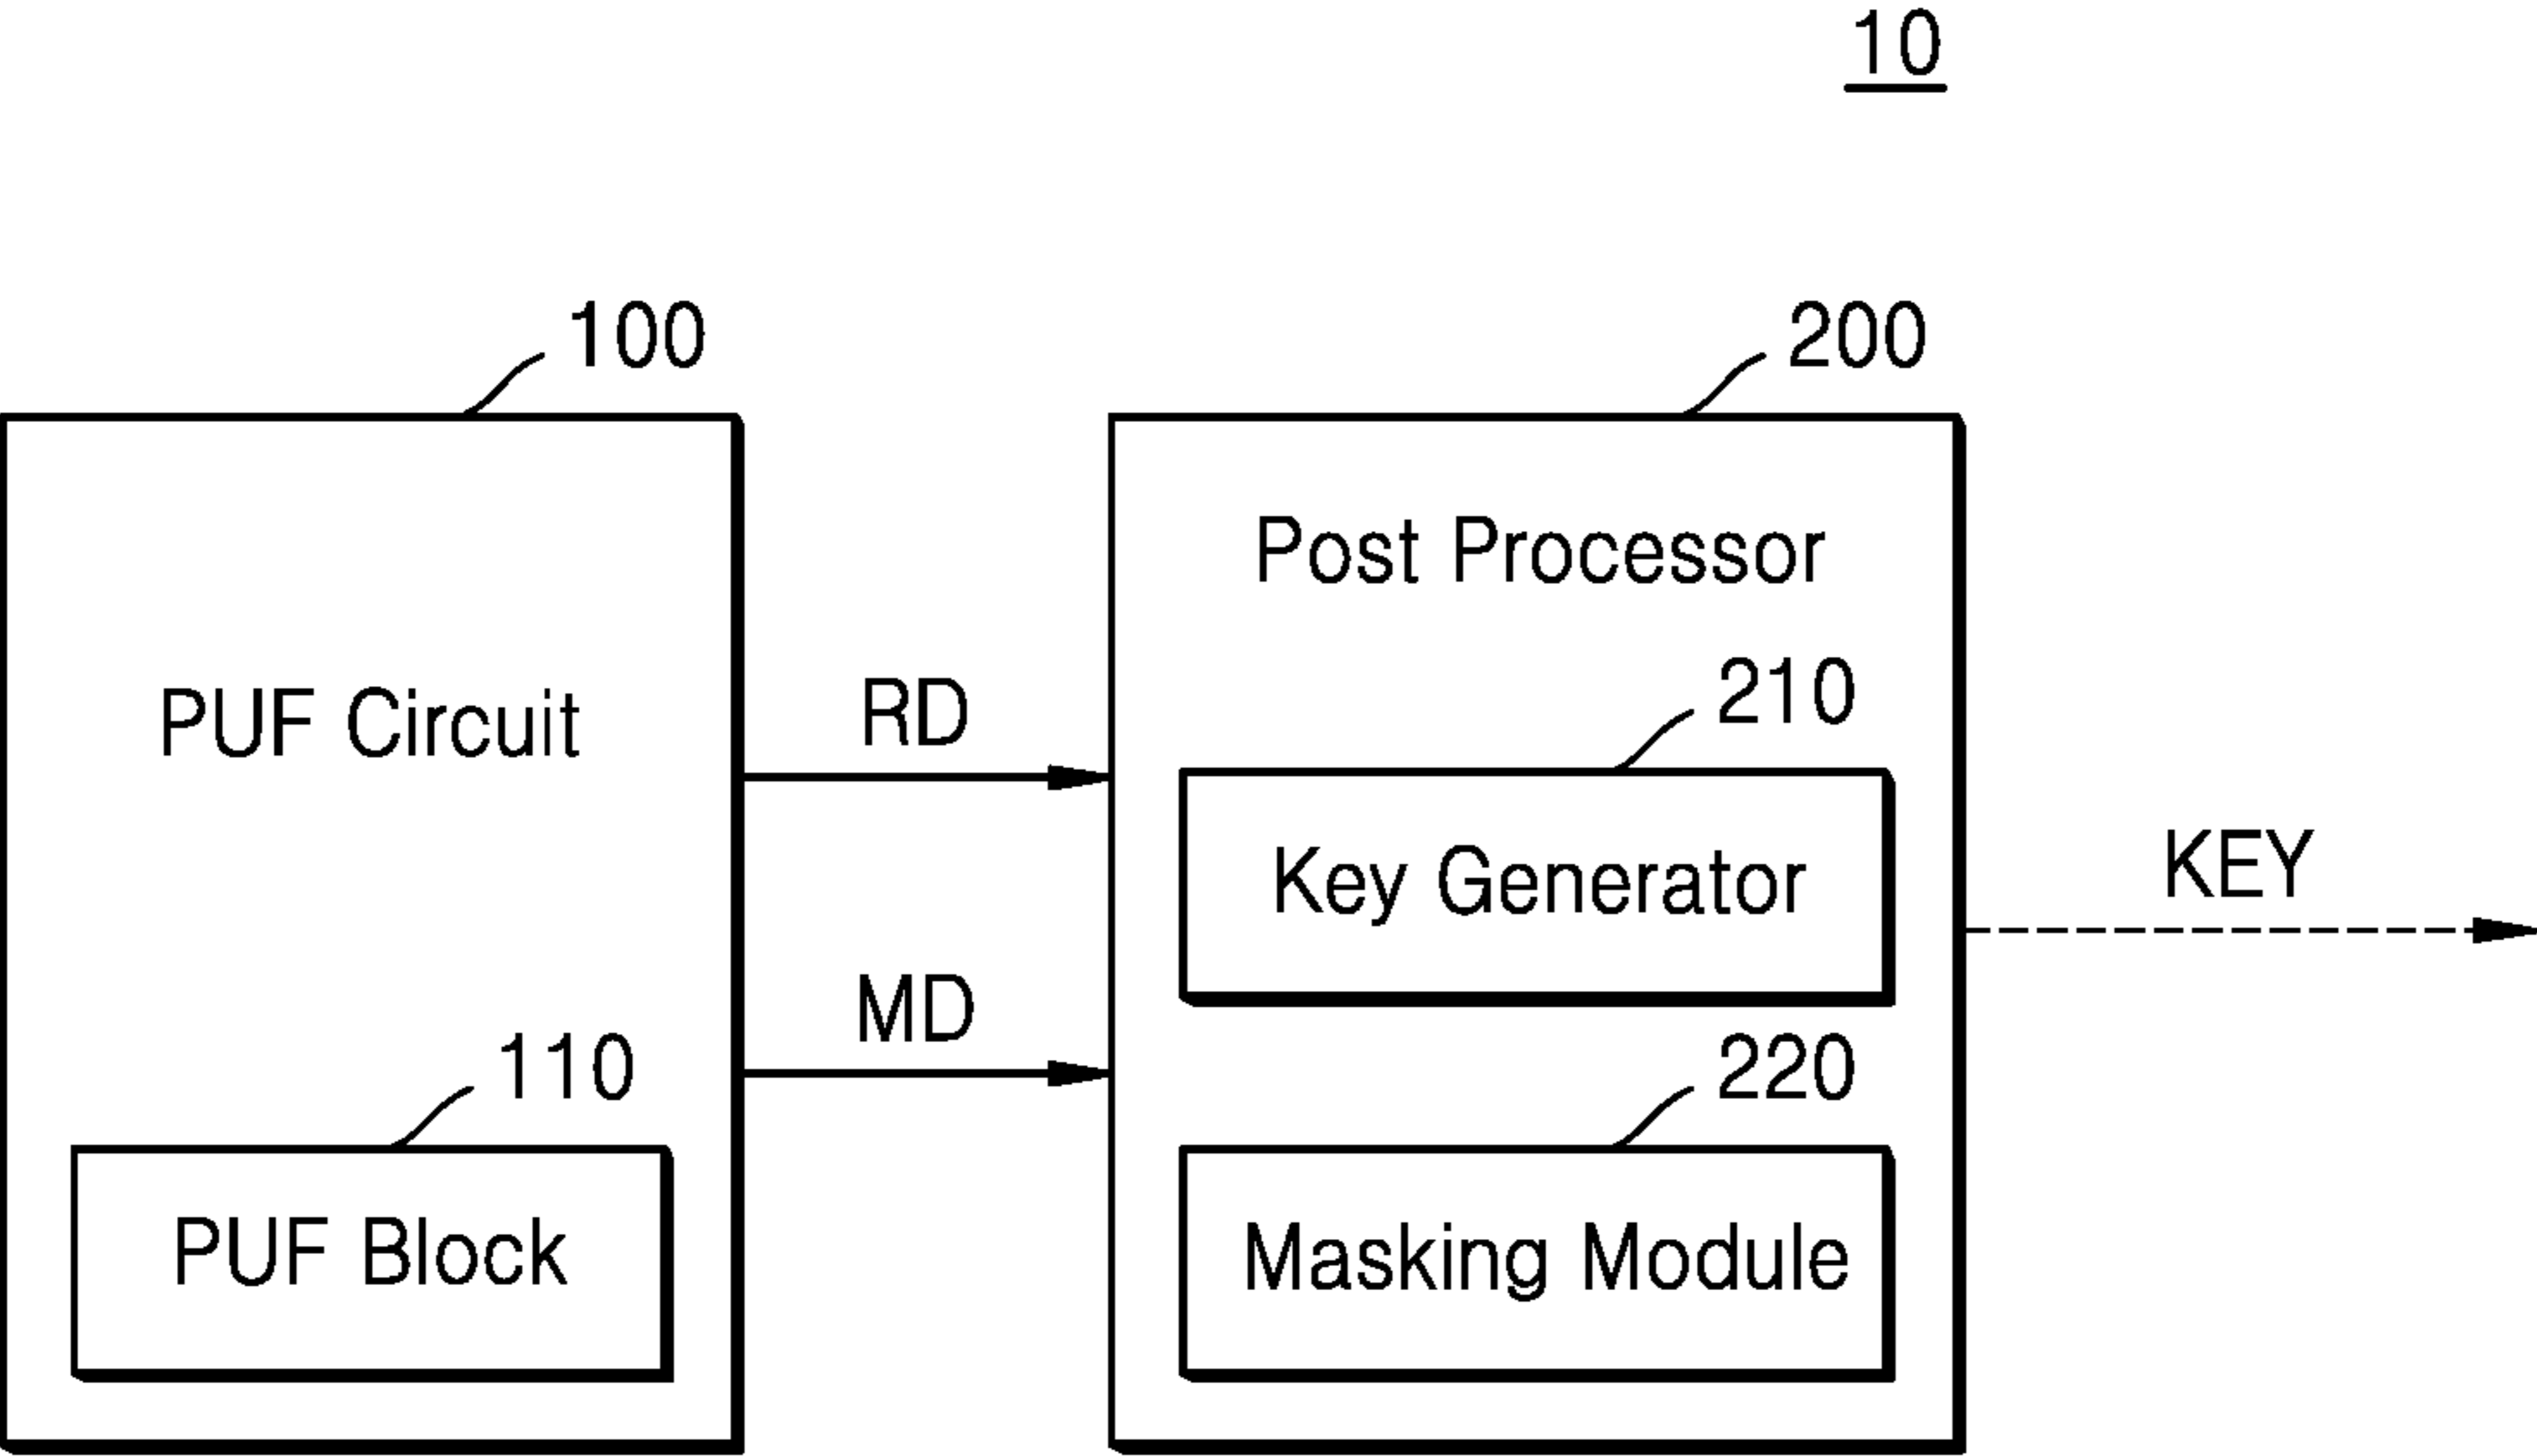 10
100
200
Post Processor
PUF Circuit
RD
210
Key Generator
KEY
MD
110
220
PUF Block
Masking Module